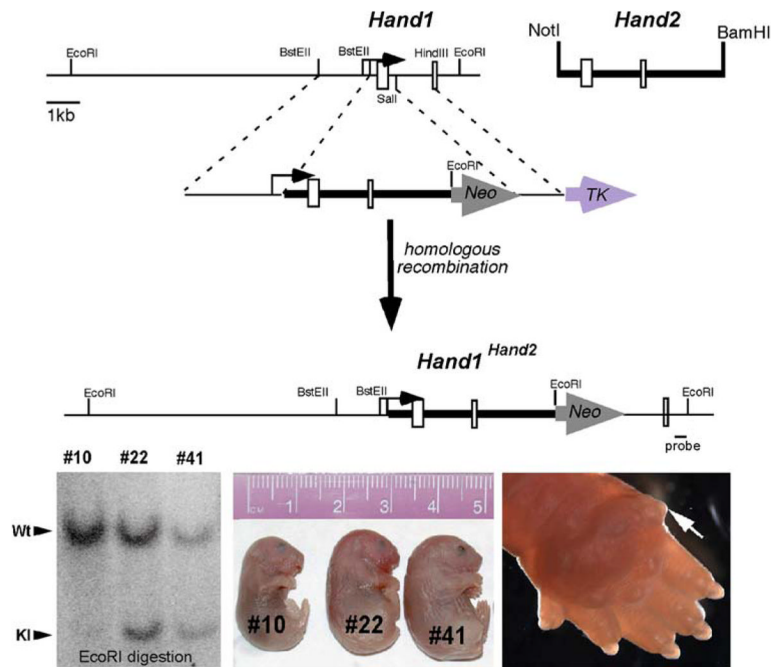 Hand1
Hand2
EcoRI
BstEII
BstEII
HindIII
EcoRI
NotI
BamHI
SalI
1kb
EcoRI
Neo
TK
homologous
recombination
Hand1 Hand2
EcoRI
BstEII
BstEII
EcoRI
Neo
EcoRI
probe
#10 #22 #41
Wt
KI
EcoRI digestion
CM 1 2 3 4 5
#10
#22
#41